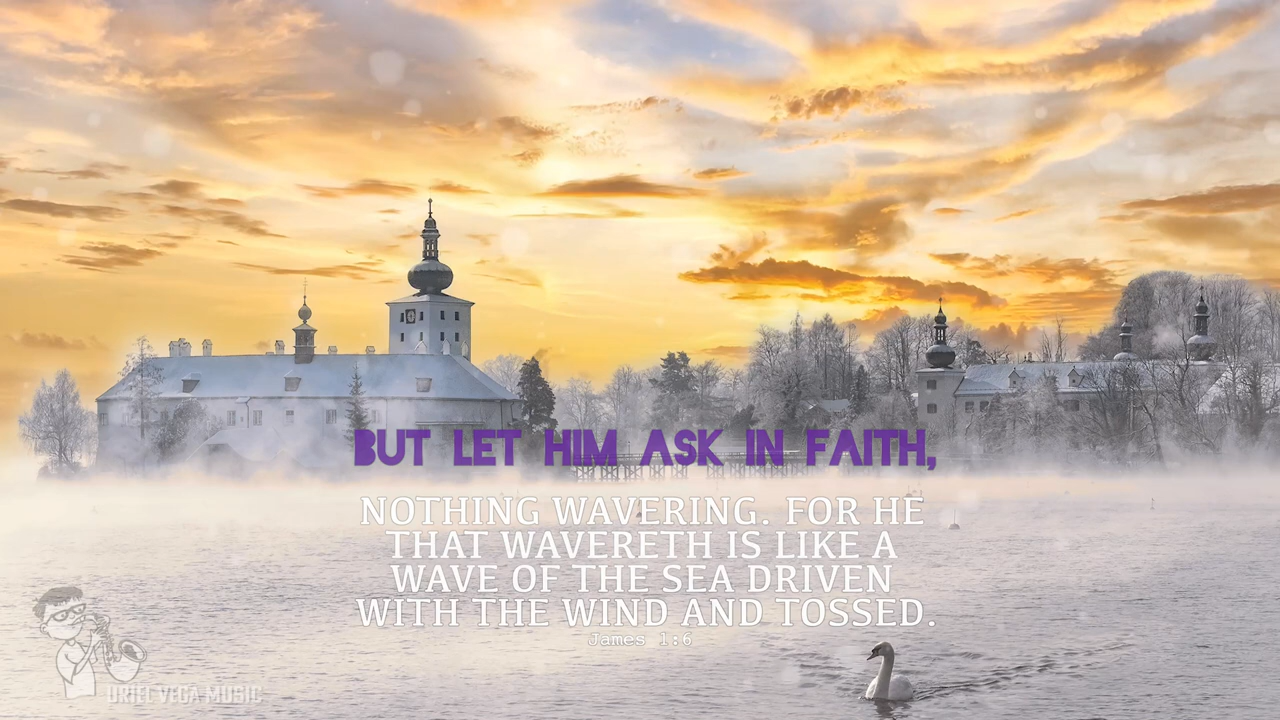 BUT LET HIM ASK IN FAITH,
NOTHING WAVERING. FOR HE
THAT WAVERETH IS LIKE A
WAVE OF THE SEA DRIVEN
WITH THE WIND AND TOSSED.
James 1:6
URIEL VEGA MUSIC